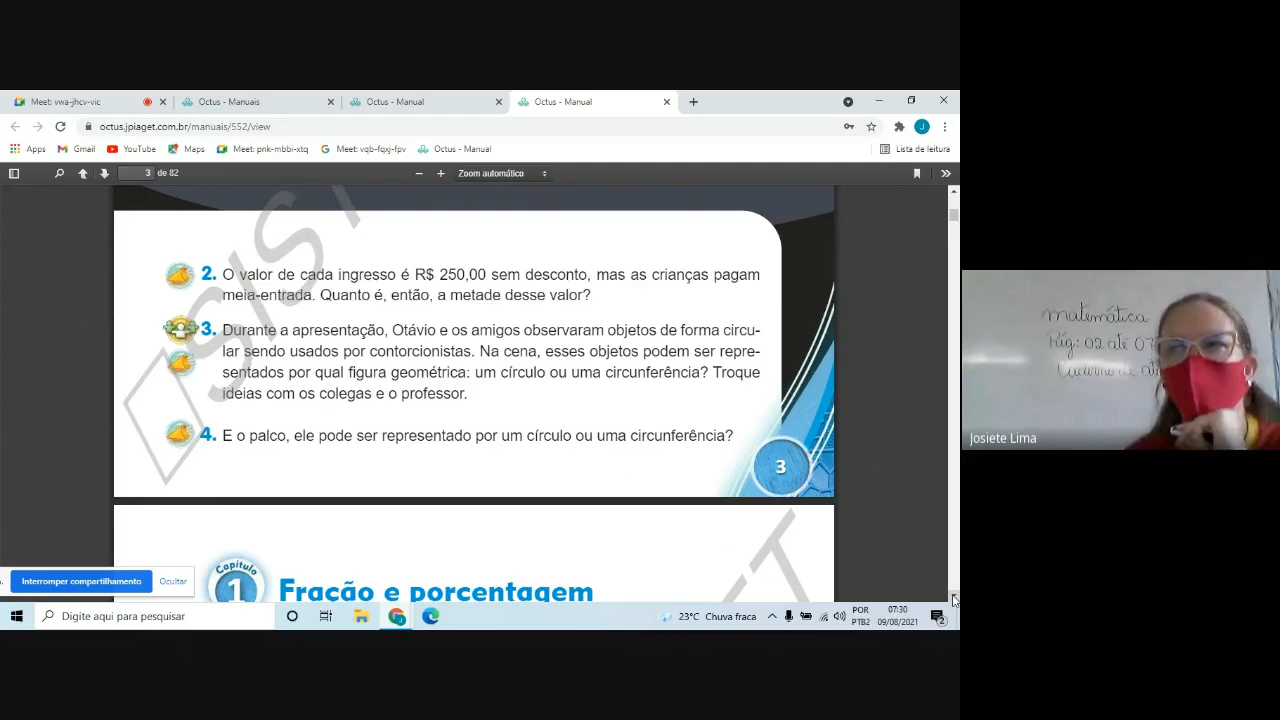 Meet: vwa-jhcv-vic
Octus - Manuais
Octus - Manual
Octus - Manual
octus.jpiaget.com.br/manuais/552/view
Apps
Gmail
YouTube
Maps
Meet: pnk-mbbi-xtq
Meet: vqb-fqxj-fpv
Octus - Manual
Lista de leitura
3 de 82
Zoom automático
2. O valor de cada ingresso é R$ 250,00 sem desconto, mas as crianças pagam
meia-entrada. Quanto é, então, a metade desse valor?
3. Durante a apresentação, Otávio e os amigos observaram objetos de forma circu-
lar sendo usados por contorcionistas. Na cena, esses objetos podem ser repre-
sentados por qual figura geométrica: um círculo ou uma circunferência? Troque
ideias com os colegas e o professor.
4. E o palco, ele pode ser representado por um círculo ou uma circunferência?
3
Capítulo
1
Fração e porcentagem
Interromper compartilhamento
Ocultar
Digite aqui para pesquisar
23°C Chuva fraca
POR
PTB2
07:30
09/08/2021
2
matemática
Pág: 02 até 07
Josiete Lima